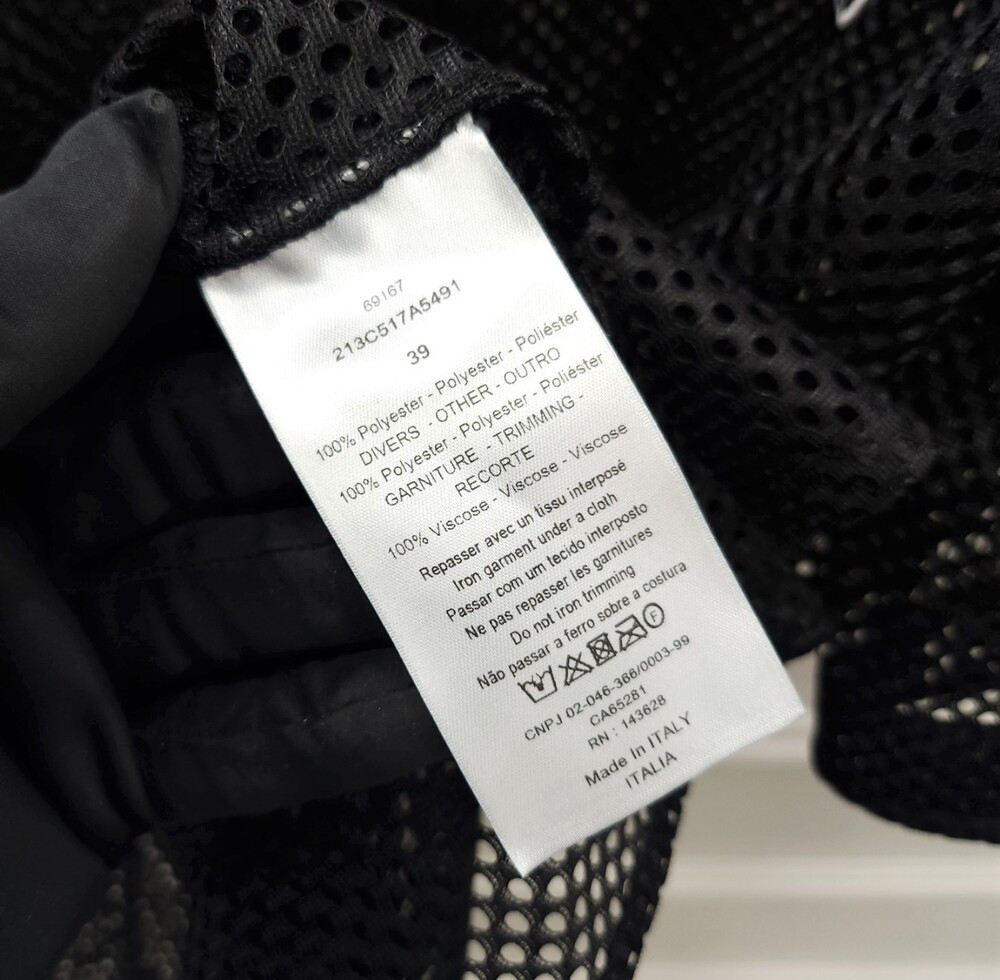 69167
213C517A5491
39
100% Polyester - Polyester - Poliéster
DIVERS - OTHER - OUTRO
100% Polyester - Polyester - Poliéster
GARNITURE - TRIMMING -
RECORTE
100% Viscose - Viscose - Viscose
Repasser avec un tissu interposé
Iron garment under a cloth
Passar com um tecido interposto
Ne pas repasser les garnitures
Do not iron trimming
Não passar a ferro sobre a costura
F
CNPJ 02-046-366/0003-99
CA65281
RN : 143628
Made In ITALY
ITALIA